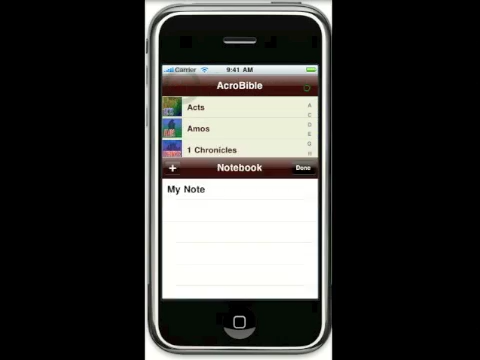 Carrier 9:41 AM
AcroBible
Acts
Amos
1 Chronicles
Notebook
Done
My Note